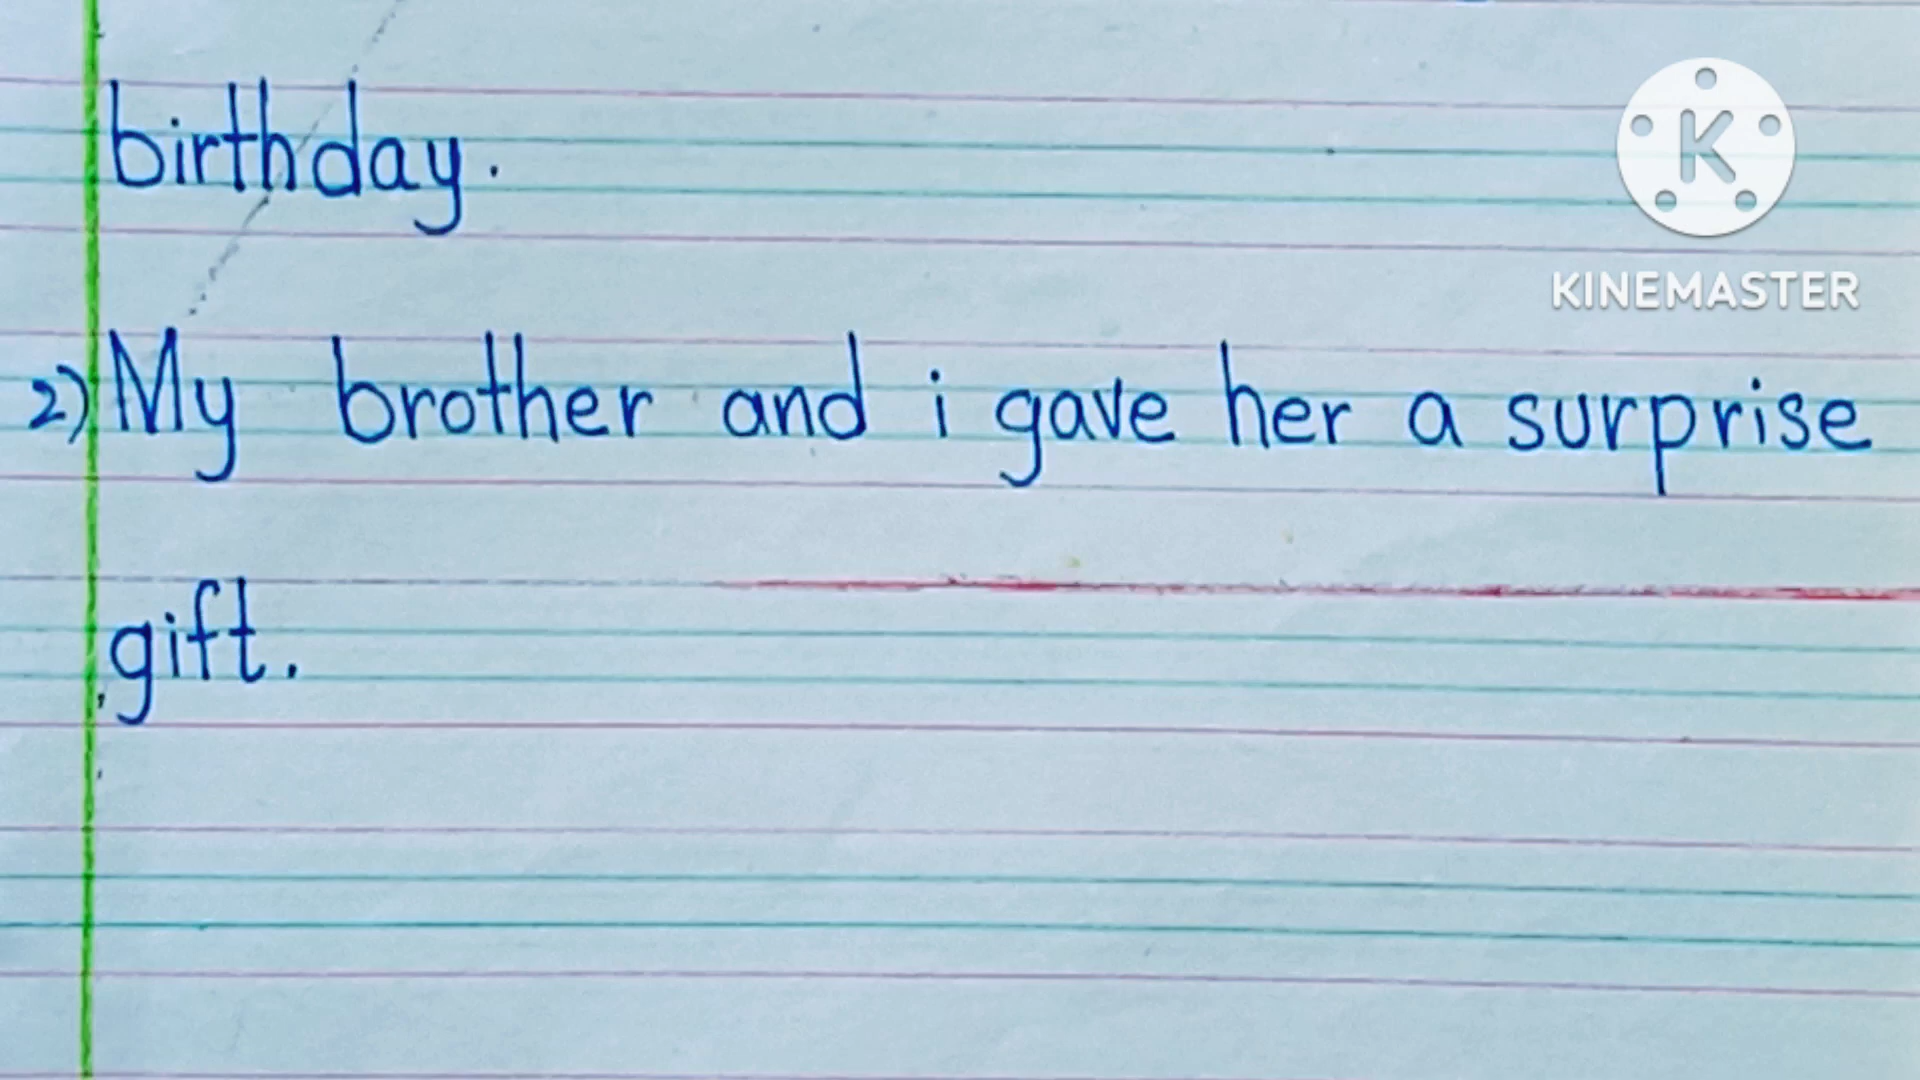 birthday.
KINEMASTER
2) My brother and i gave her a surprise
gift.